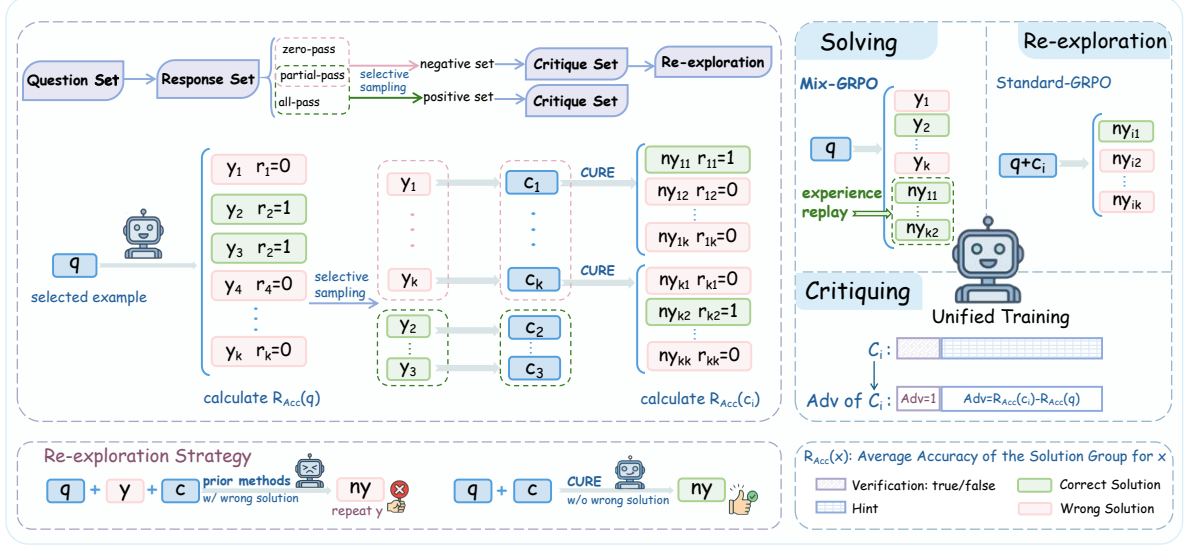 Question Set
Response Set
zero-pass
partial-pass
all-pass
selective
sampling
negative set
positive set
Critique Set
Re-exploration
Critique Set
q
selected example
y1 r1=0
y2 r2=1
y3 r2=1
y4 r4=0
yk rk=0
calculate RAcc(q)
selective
sampling
y1
yk
y2
y3
c1
ck
c2
c3
CURE
CURE
ny11 r11=1
ny12 r12=0
ny1k r1k=0
nyk1 rk1=0
nyk2 rk2=1
nykk rkk=0
calculate RAcc(ci)
Solving
Mix-GRPO
q
y1
y2
yk
experience
replay
ny11
nyk2
Re-exploration
Standard-GRPO
q+ci
nyi1
nyi2
nyik
Critiquing
Unified Training
Ci :
Adv of Ci :
Adv=1
Adv=RAcc(ci)-RAcc(q)
Re-exploration Strategy
q + y + c
prior methods
w/ wrong solution
ny
repeat y
q + c
CURE
w/o wrong solution
ny
RAcc(x): Average Accuracy of the Solution Group for x
Verification: true/false
Correct Solution
Hint
Wrong Solution